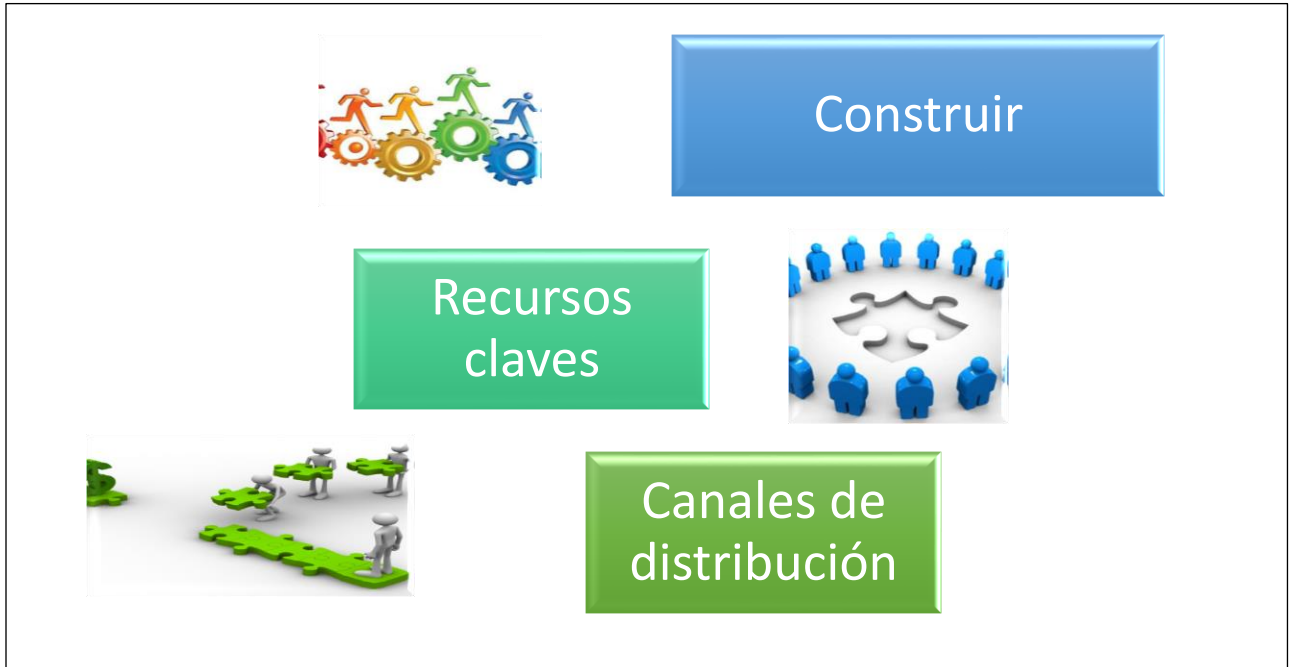 Construir
Recursos
claves
Canales de
distribución